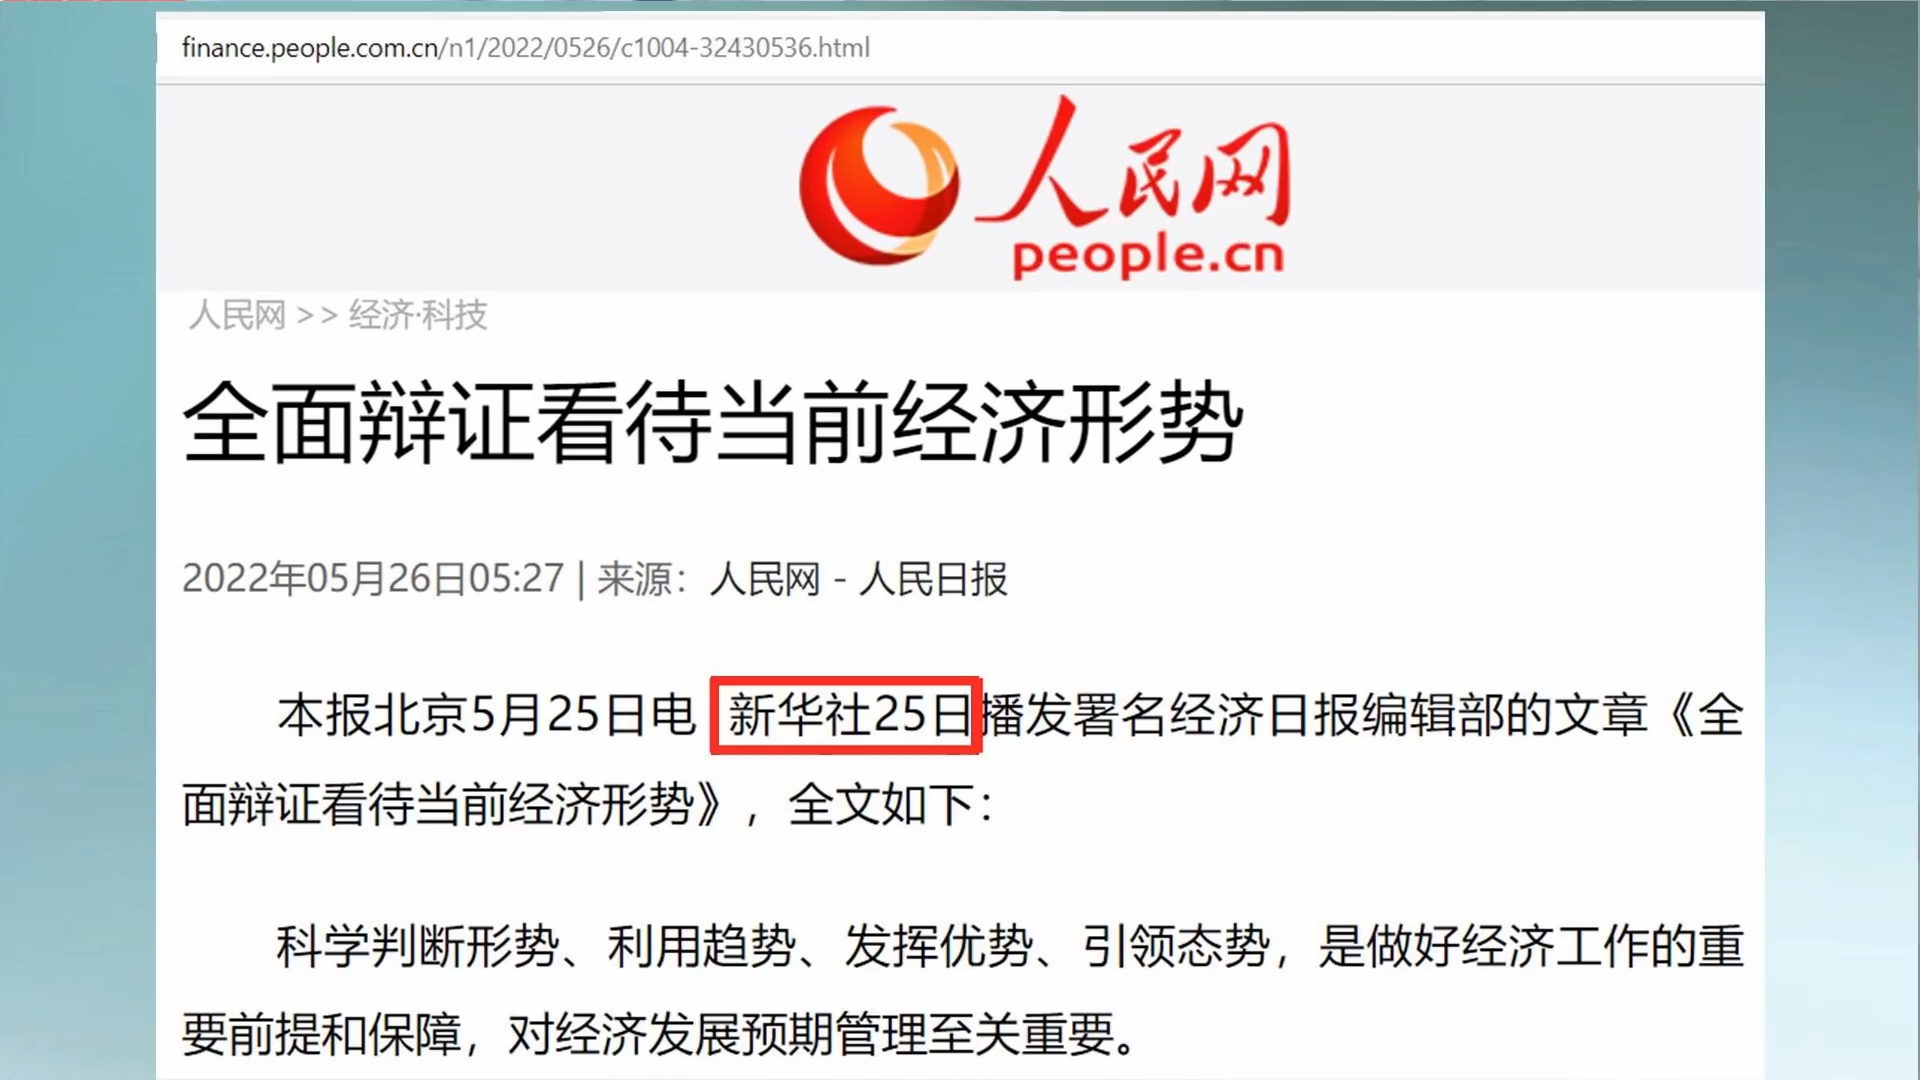 finance.people.com.cn/n1/2022/0526/c1004-32430536.html
人民网
people.cn
人民网 >> 经济·科技
全面辩证看待当前经济形势
2022年05月26日05:27 | 来源：人民网 - 人民日报
本报北京5月25日电 新华社25日播发署名经济日报编辑部的文章《全
面辩证看待当前经济形势》，全文如下：
科学判断形势、利用趋势、发挥优势、引领态势，是做好经济工作的重
要前提和保障，对经济发展预期管理至关重要。